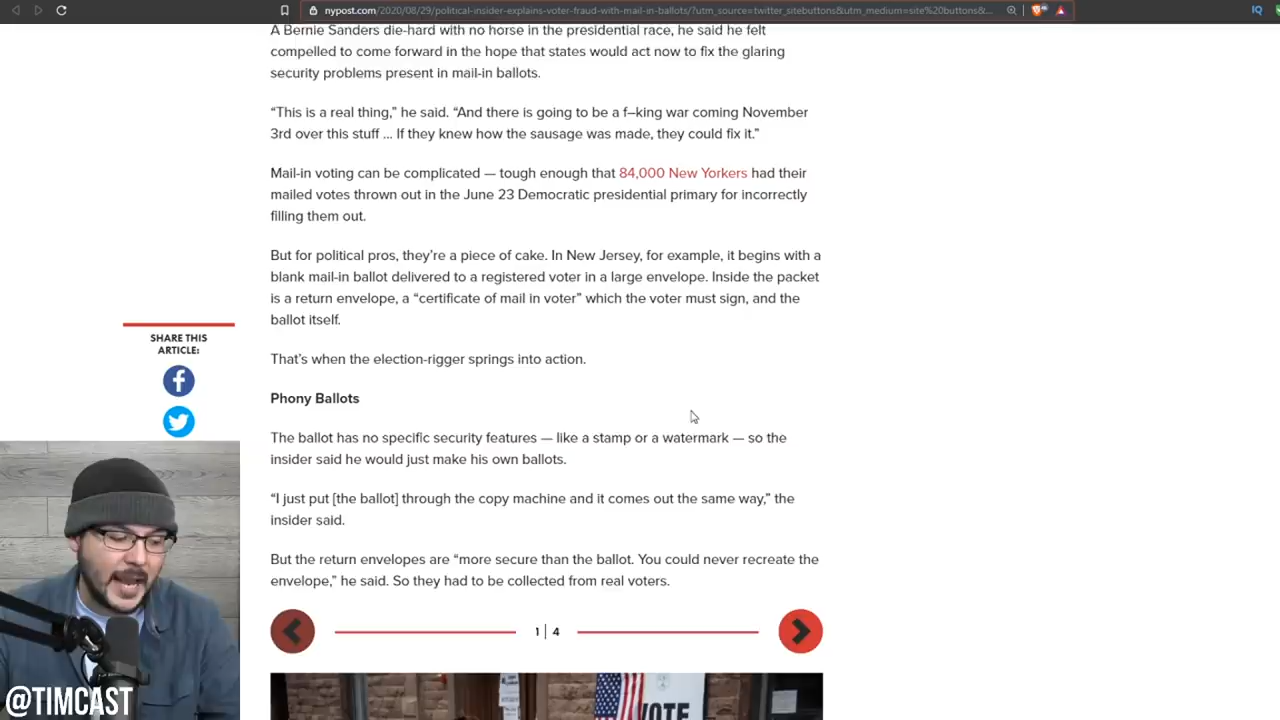 nypost.com/2020/08/29/political-insider-explains-voter-fraud-with-mail-in-ballots/?utm_source=twitter_sitebuttons&utm_medium=site%20buttons&...
IQ
A Bernie Sanders die-hard with no horse in the presidential race, he said he felt
compelled to come forward in the hope that states would act now to fix the glaring
security problems present in mail-in ballots.
“This is a real thing,” he said. “And there is going to be a f–king war coming November
3rd over this stuff … If they knew how the sausage was made, they could fix it.”
Mail-in voting can be complicated — tough enough that 84,000 New Yorkers had their
mailed votes thrown out in the June 23 Democratic presidential primary for incorrectly
filling them out.
But for political pros, they’re a piece of cake. In New Jersey, for example, it begins with a
blank mail-in ballot delivered to a registered voter in a large envelope. Inside the packet
is a return envelope, a “certificate of mail in voter” which the voter must sign, and the
ballot itself.
SHARE THIS
ARTICLE:
That’s when the election-rigger springs into action.
Phony Ballots
The ballot has no specific security features — like a stamp or a watermark — so the
insider said he would just make his own ballots.
“I just put [the ballot] through the copy machine and it comes out the same way,” the
insider said.
But the return envelopes are “more secure than the ballot. You could never recreate the
envelope,” he said. So they had to be collected from real voters.
1 | 4
VOTE
@TIMCAST